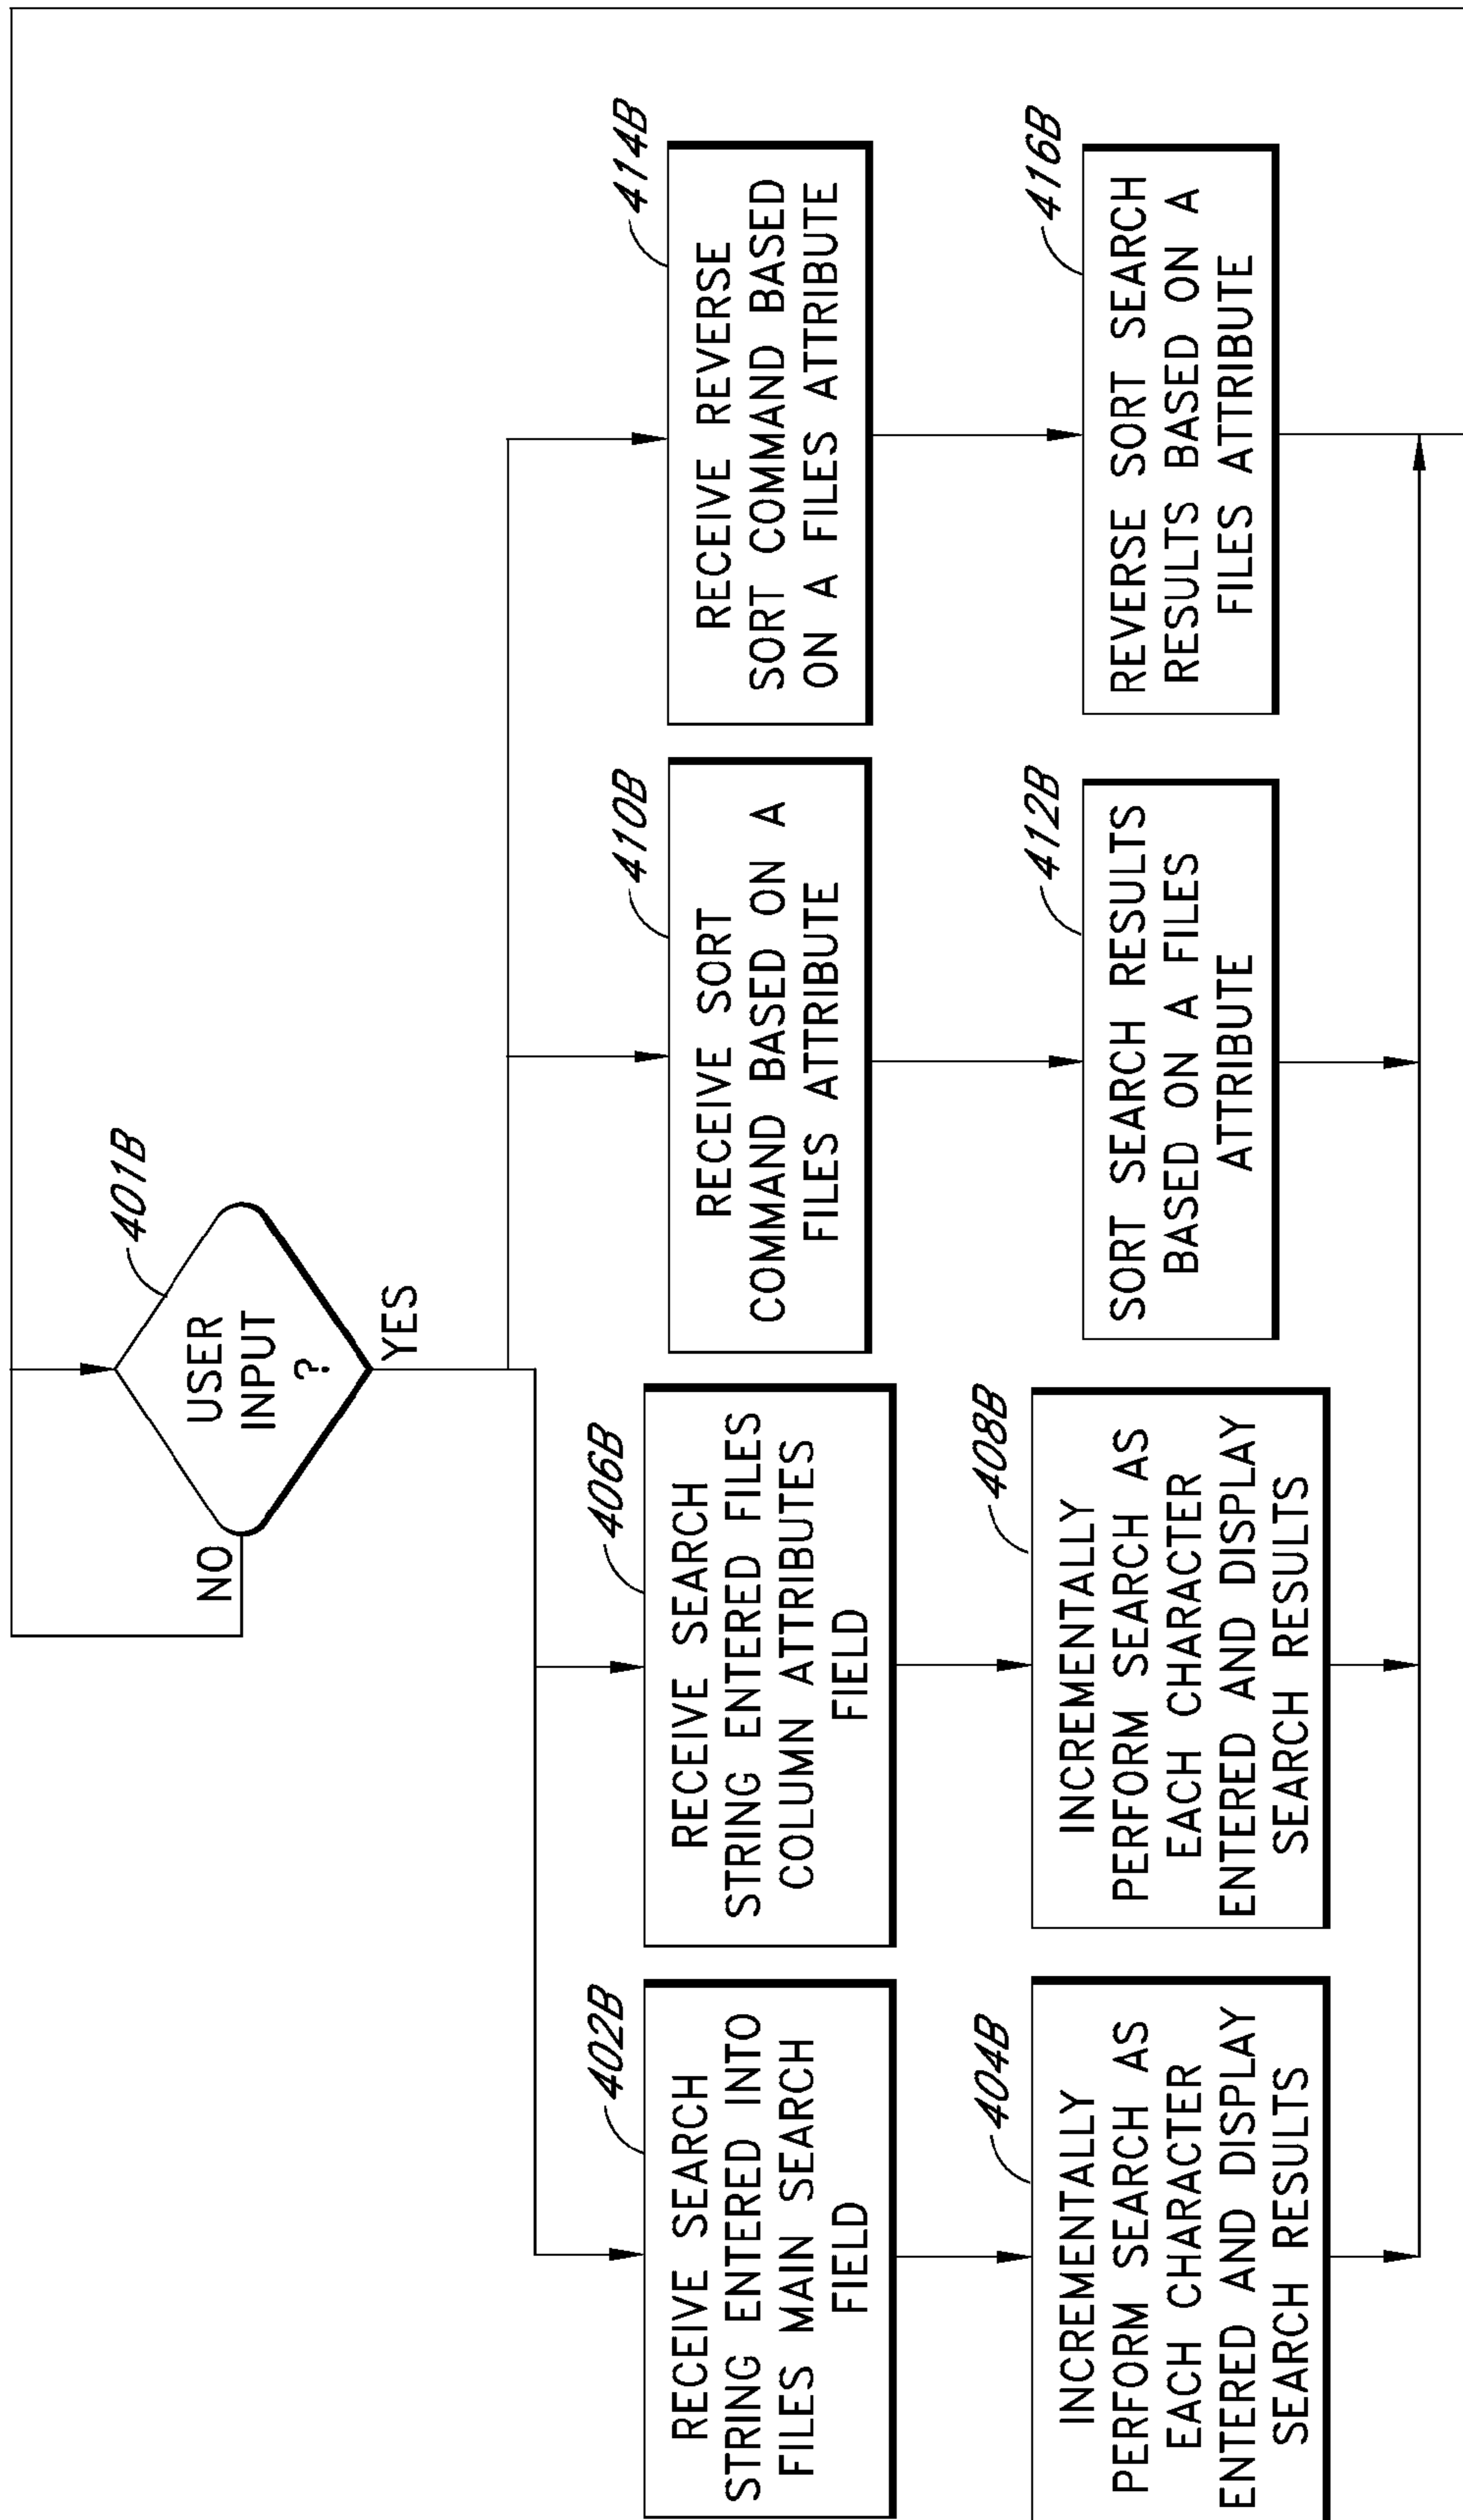 401B
USER
INPUT
?
NO
YES
402B
RECEIVE SEARCH
STRING ENTERED INTO
FILES MAIN SEARCH
FIELD
406B
RECEIVE SEARCH
STRING ENTERED FILES
COLUMN ATTRIBUTES
FIELD
410B
RECEIVE SORT
COMMAND BASED ON A
FILES ATTRIBUTE
414B
RECEIVE REVERSE
SORT COMMAND BASED
ON A FILES ATTRIBUTE
404B
INCREMENTALLY
PERFORM SEARCH AS
EACH CHARACTER
ENTERED AND DISPLAY
SEARCH RESULTS
408B
INCREMENTALLY
PERFORM SEARCH AS
EACH CHARACTER
ENTERED AND DISPLAY
SEARCH RESULTS
412B
SORT SEARCH RESULTS
BASED ON A FILES
ATTRIBUTE
416B
REVERSE SORT SEARCH
RESULTS BASED ON A
FILES ATTRIBUTE